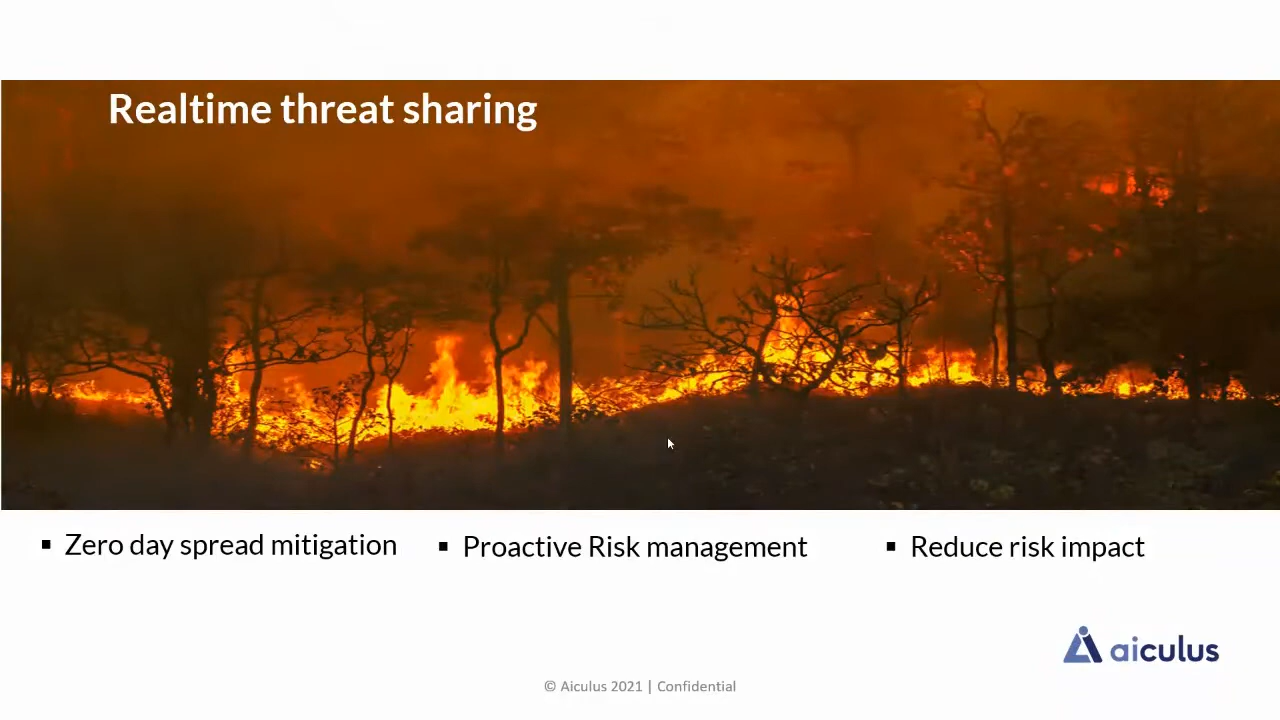 Realtime threat sharing
▪ Zero day spread mitigation
▪ Proactive Risk management
▪ Reduce risk impact
aiculus
© Aiculus 2021 | Confidential